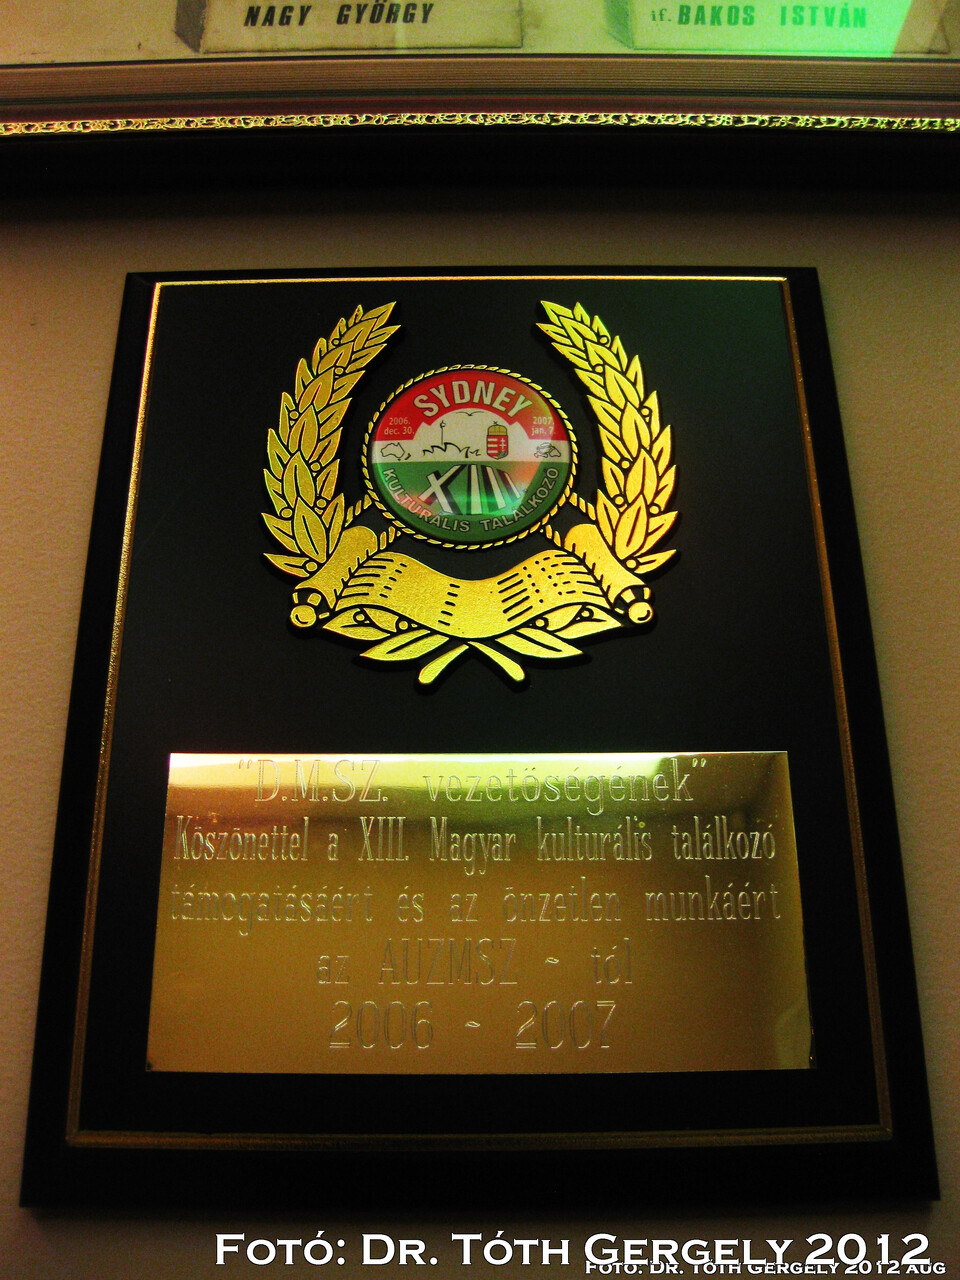 NAGY GYÖRGY
if. BAKOS ISTVÁN
SYDNEY
2006.
dec. 30.
2007.
jan. 7.
XIII
KULTURÁLIS TALÁLKOZÓ
"D.M.SZ. vezetőségének"
Köszönettel a XIII. Magyar kulturális találkozó
támogatásáért és az önzetlen munkáért
az AUZMSZ - tól
2006 - 2007
FOTÓ: DR. TÓTH GERGELY 2012
FOTÓ: DR. TÓTH GERGELY 2012 AUG